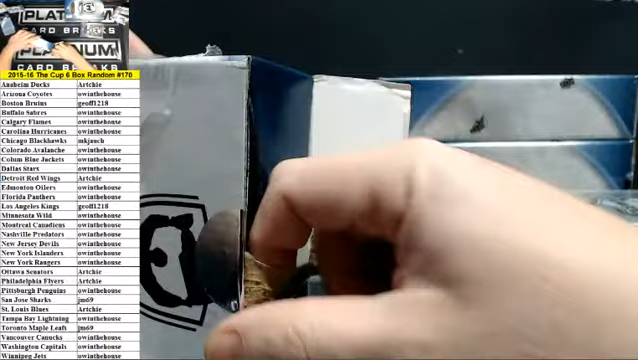 PLATINUM
CARD BREAKS
PLATINUM
CARD BREAKS
2015-16 The Cup 6 Box Random #170
Anaheim Ducks Artchie
Arizona Coyotes owinthehouse
Boston Bruins geoff1218
Buffalo Sabres owinthehouse
Calgary Flames owinthehouse
Carolina Hurricanes owinthehouse
Chicago Blackhawks mkjasch
Colorado Avalanche owinthehouse
Colum Blue Jackets owinthehouse
Dallas Stars owinthehouse
Detroit Red Wings Artchie
Edmonton Oilers owinthehouse
Florida Panthers owinthehouse
Los Angeles Kings geoff1218
Minnesota Wild owinthehouse
Montreal Canadiens owinthehouse
Nashville Predators owinthehouse
New Jersey Devils owinthehouse
New York Islanders owinthehouse
New York Rangers owinthehouse
Ottawa Senators Artchie
Philadelphia Flyers Artchie
Pittsburgh Penguins owinthehouse
San Jose Sharks jm69
St. Louis Blues Artchie
Tampa Bay Lightning owinthehouse
Toronto Maple Leafs jm69
Vancouver Canucks owinthehouse
Washington Capitals owinthehouse
Winnipeg Jets owinthehouse